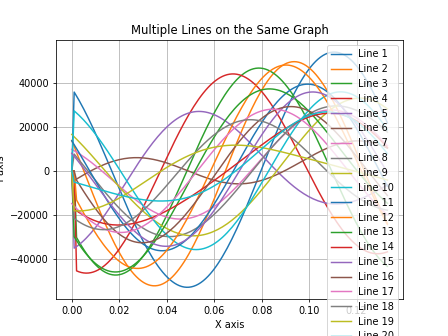 Multiple Lines on the Same Graph
Line 1
Line 2
Line 3
Line 4
Line 5
Line 6
Line 7
Line 8
Line 9
Line 10
Line 11
Line 12
Line 13
Line 14
Line 15
Line 16
Line 17
Line 18
Line 19
Line 20
40000
20000
0
−20000
−40000
axis
0.00
0.02
0.04
0.06
0.08
0.10
X axis